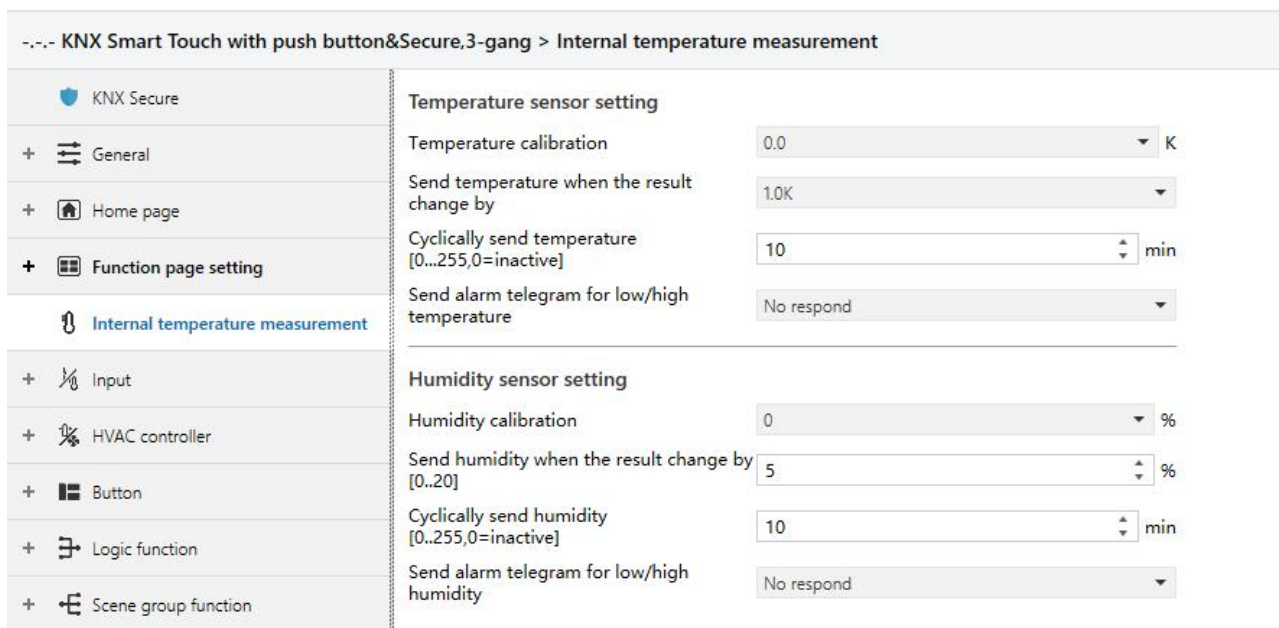 -.-.- KNX Smart Touch with push button&Secure,3-gang > Internal temperature measurement
KNX Secure
+ General
+ Home page
+ Function page setting
Internal temperature measurement
+ Input
+ HVAC controller
+ Button
+ Logic function
+ Scene group function
Temperature sensor setting
Temperature calibration
0.0
K
Send temperature when the result
change by
1.0K
Cyclically send temperature
[0...255,0=inactive]
10
min
Send alarm telegram for low/high
temperature
No respond
Humidity sensor setting
Humidity calibration
0
%
Send humidity when the result change by
[0..20]
5
%
Cyclically send humidity
[0..255,0=inactive]
10
min
Send alarm telegram for low/high
humidity
No respond